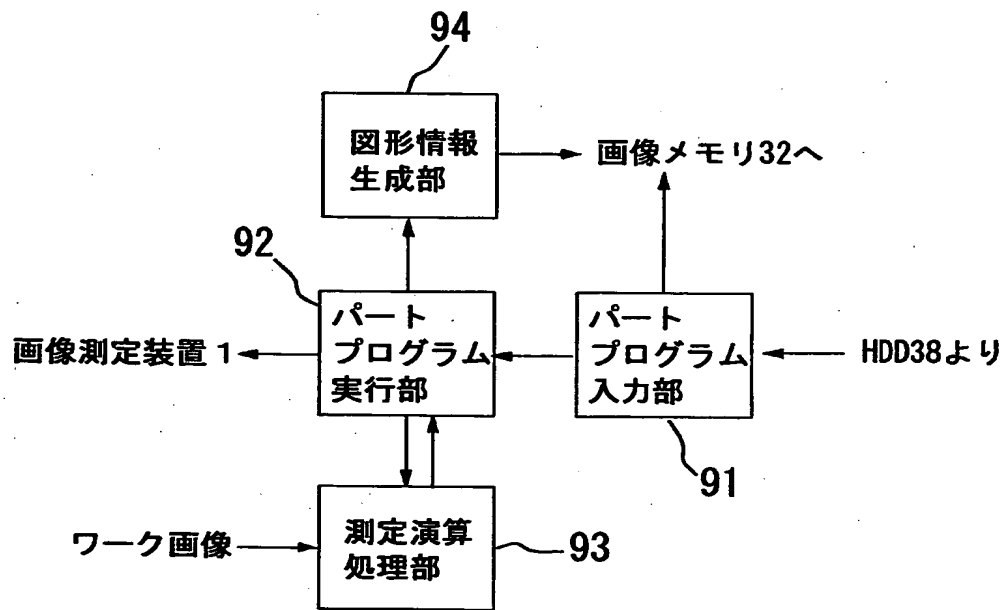 94
図形情報
生成部
画像メモリ32へ
92
パート
プログラム
実行部
パート
プログラム
入力部
画像測定装置1
HDD38より
91
ワーク画像
測定演算
処理部
93